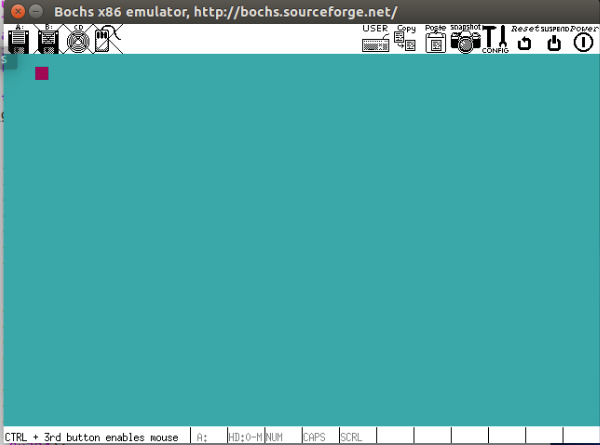 Bochs x86 emulator, http://bochs.sourceforge.net/
A: B: CD USER Copy Paste Snapshot CONFIG Reset SUSPEND Power
CTRL + 3rd button enables mouse A: HD:0-M NUM CAPS SCRL